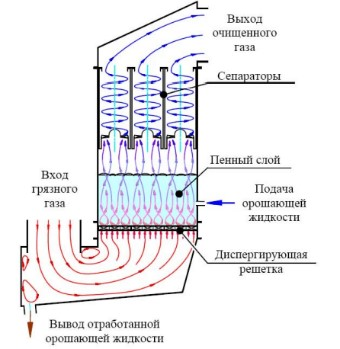 Выход
очищенного
газа
Сепараторы
Пенный слой
Вход
грязного
газа
Подача
орошающей
жидкости
Диспергирующая
решетка
Вывод отработанной
орошающей жидкости